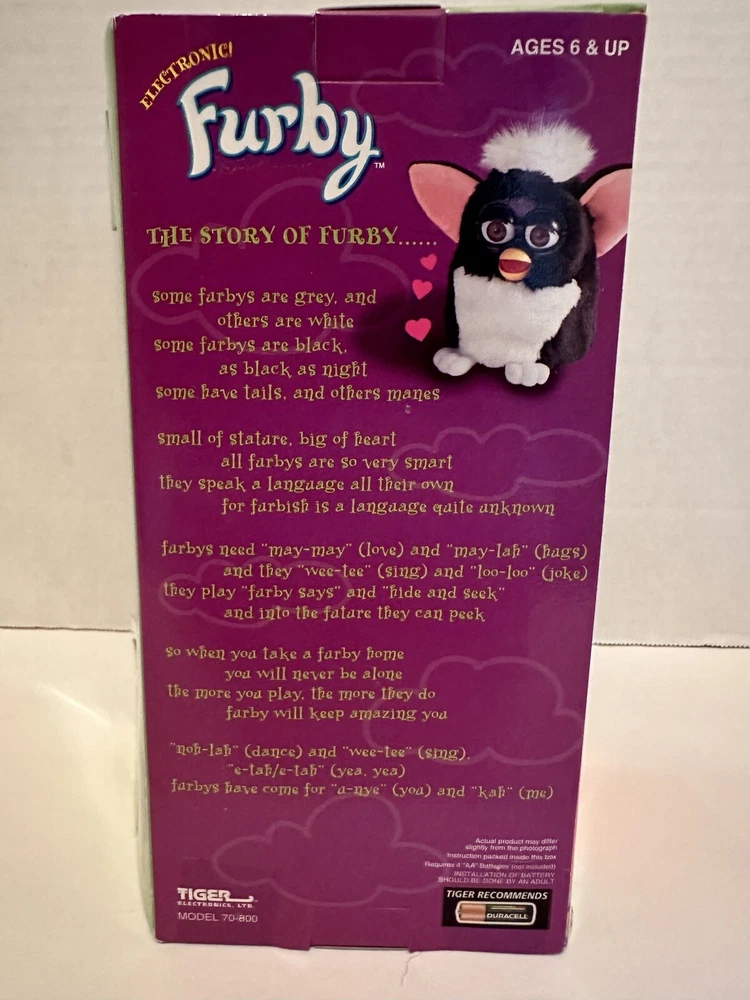 ELECTRONIC!
Furby™
AGES 6 & UP
THE STORY OF FURBY......
some furbys are grey, and
others are white
some furbys are black,
as black as night
some have tails, and others manes
small of stature, big of heart
all furbys are so very smart
they speak a language all their own
for furbish is a language quite unknown
furbys need "may-may" (love) and "may-lah" (hugs)
and they "wee-tee" (sing) and "loo-loo" (joke)
they play "furby says" and "hide and seek"
and into the future they can peek
so when you take a furby home
you will never be alone
the more you play, the more they do
furby will keep amazing you
"noh-lah" (dance) and "wee-tee" (sing).
"e-tah/e-tah" (yea, yea)
furbys have come for "u-nye" (you) and "kah" (me)
Actual product may differ
slightly from the photograph
Instruction packed inside this box
Requires 4 "AA" Batteries (not included)
INSTALLATION OF BATTERY
SHOULD BE DONE BY AN ADULT
TIGER RECOMMENDS
DURACELL
TIGER
ELECTRONICS, LTD.
MODEL 70-800